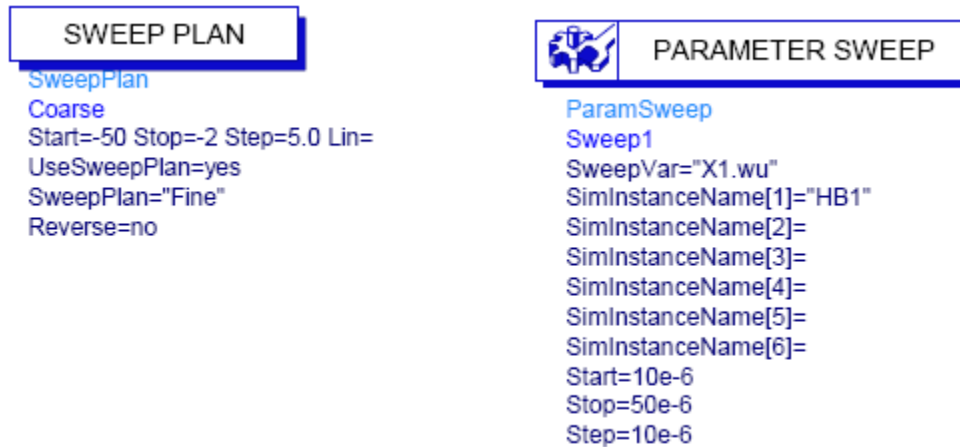 SWEEP PLAN
SweepPlan
Coarse
Start=-50 Stop=-2 Step=5.0 Lin=
UseSweepPlan=yes
SweepPlan="Fine"
Reverse=no
PARAMETER SWEEP
ParamSweep
Sweep1
SweepVar="X1.wu"
SimInstanceName[1]="HB1"
SimInstanceName[2]=
SimInstanceName[3]=
SimInstanceName[4]=
SimInstanceName[5]=
SimInstanceName[6]=
Start=10e-6
Stop=50e-6
Step=10e-6